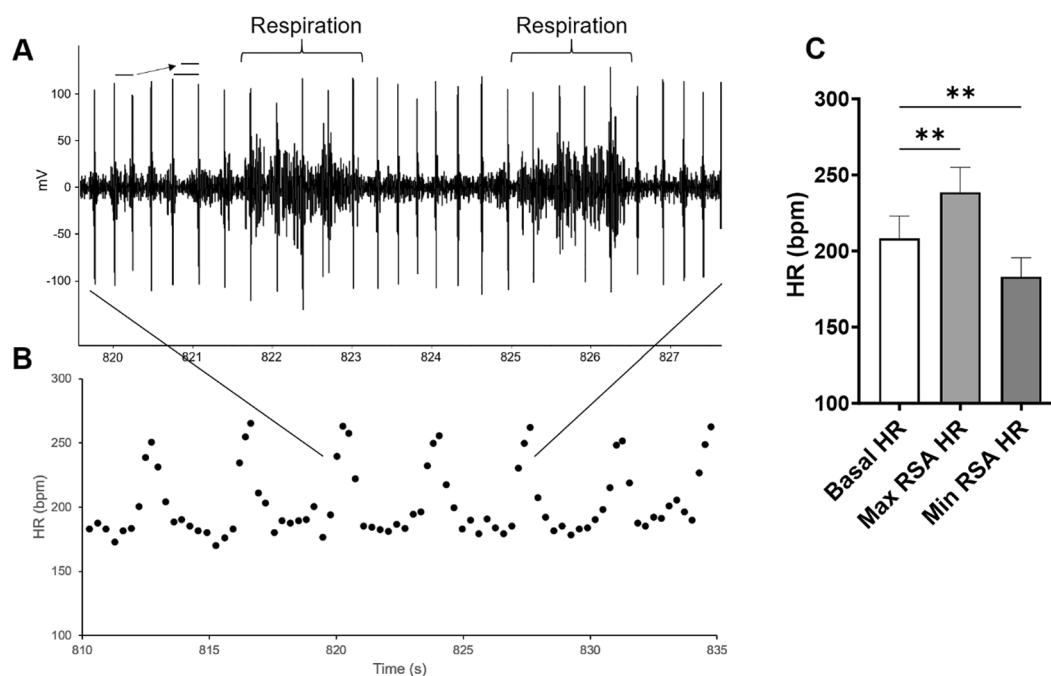 A
Respiration
Respiration
100
50
0
-50
-100
mV
820
821
822
823
824
825
826
827
B
300
250
200
150
100
HR (bpm)
810
815
820
825
830
835
Time (s)
C
**
**
300
250
200
150
100
HR (bpm)
Basal HR
Max RSA HR
Min RSA HR